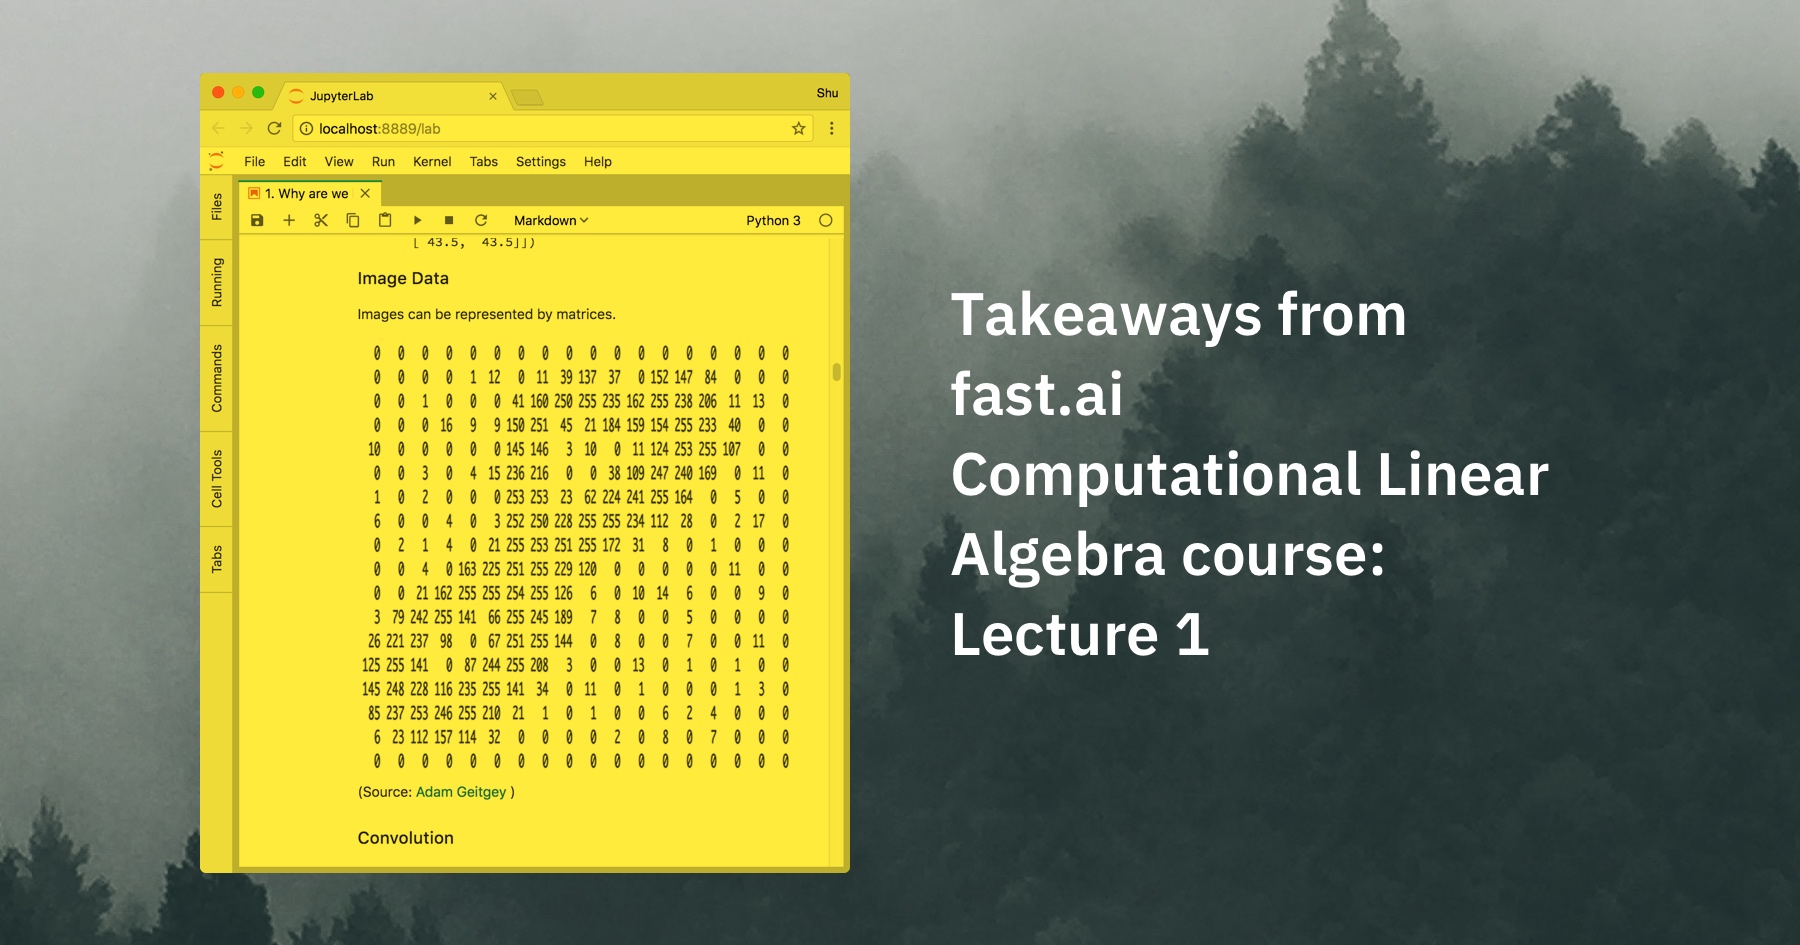 JupyterLab
Shu
localhost:8889/lab
File Edit View Run Kernel Tabs Settings Help
Files
Running
Commands
Cell Tools
Tabs
1. Why are we
Markdown
Python 3
[ 43.5, 43.5]])
Image Data
Images can be represented by matrices.
0 0 0 0 0 0 0 0 0 0 0 0 0 0 0 0 0 0
0 0 0 0 1 12 0 11 39 137 37 0 152 147 84 0 0 0
0 0 1 0 0 0 41 160 250 255 235 162 255 238 206 11 13 0
0 0 0 16 9 9 150 251 45 21 184 159 154 255 233 40 0 0
10 0 0 0 0 0 145 146 3 10 0 11 124 253 255 107 0 0
0 0 3 0 4 15 236 216 0 0 38 109 247 240 169 0 11 0
1 0 2 0 0 0 253 253 23 62 224 241 255 164 0 5 0 0
6 0 0 4 0 3 252 250 228 255 255 234 112 28 0 2 17 0
0 2 1 4 0 21 255 253 251 255 172 31 8 0 1 0 0 0
0 0 4 0 163 225 251 255 229 120 0 0 0 0 0 11 0 0
0 0 21 162 255 255 254 255 126 6 0 10 14 6 0 0 9 0
3 79 242 255 141 66 255 245 189 7 8 0 0 5 0 0 0 0
26 221 237 98 0 67 251 255 144 0 8 0 0 7 0 0 11 0
125 255 141 0 87 244 255 208 3 0 0 13 0 1 0 1 0 0
145 248 228 116 235 255 141 34 0 11 0 1 0 0 0 1 3 0
85 237 253 246 255 210 21 1 0 1 0 0 6 2 4 0 0 0
6 23 112 157 114 32 0 0 0 0 2 0 8 0 7 0 0 0
0 0 0 0 0 0 0 0 0 0 0 0 0 0 0 0 0 0
(Source: Adam Geitgey )
Convolution
Takeaways from
fast.ai
Computational Linear
Algebra course:
Lecture 1